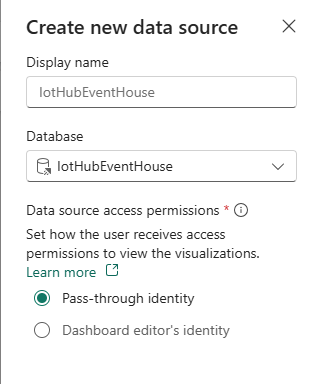 Create new data source
Display name
IotHubEventHouse
Database
IotHubEventHouse
Data source access permissions *
Set how the user receives access
permissions to view the visualizations.
Learn more
Pass-through identity
Dashboard editor's identity